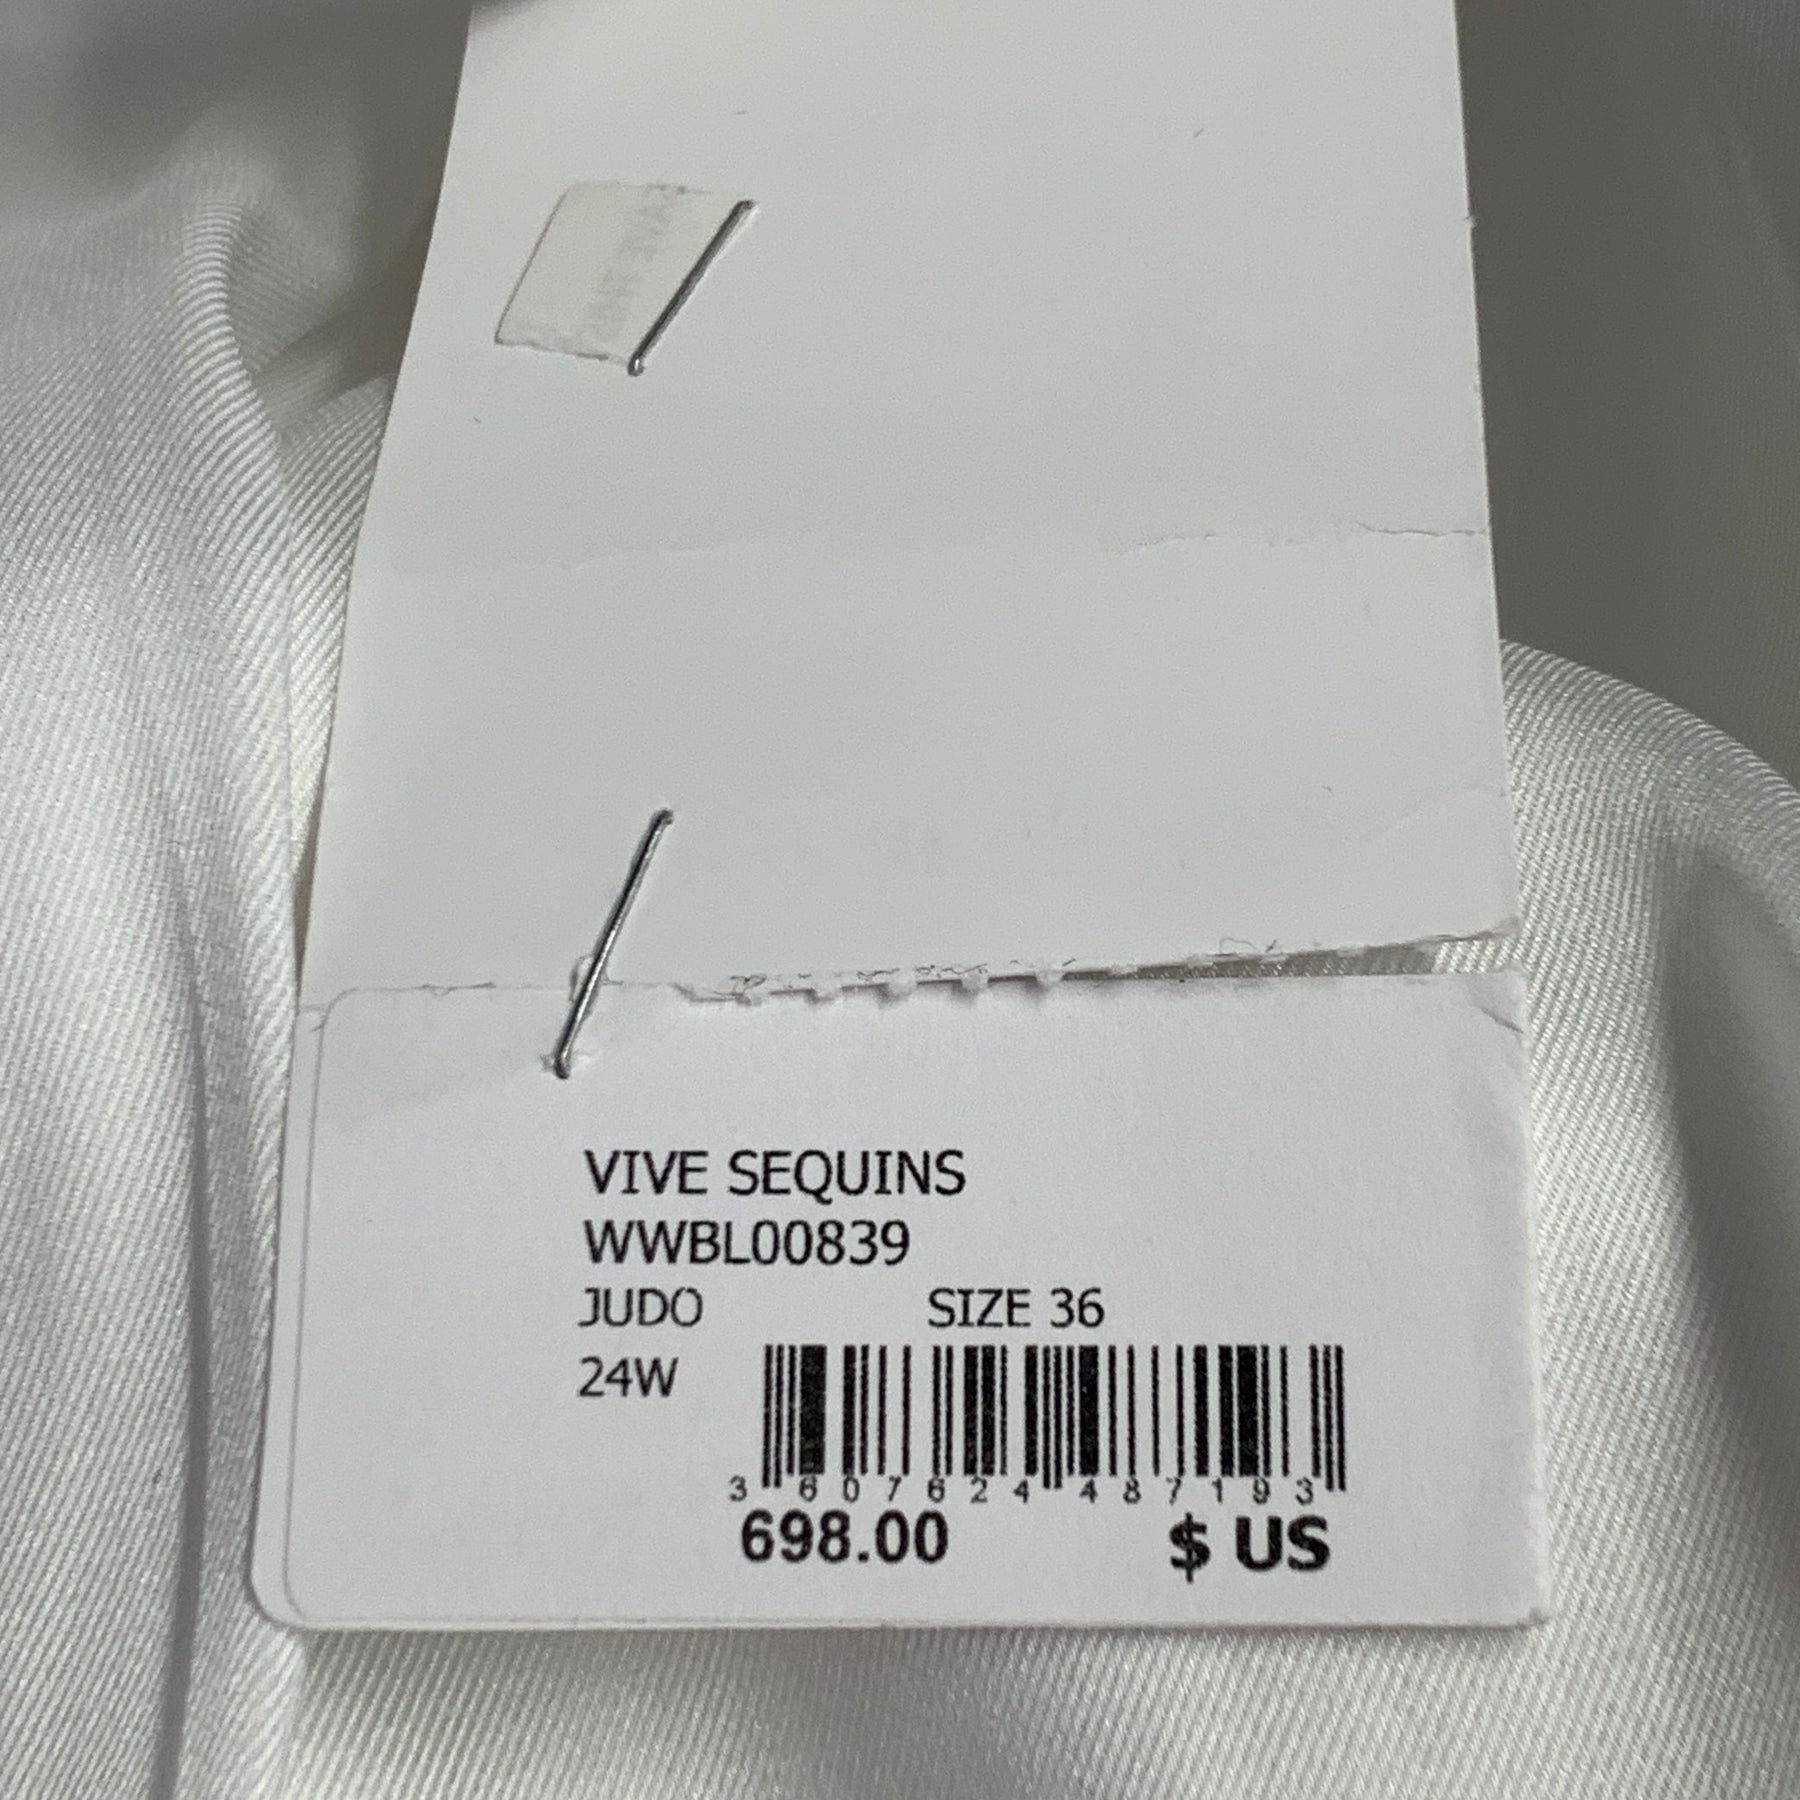 VIVE SEQUINS
WWBL00839
JUDO SIZE 36
24W
3 607624 487193
698.00 $ US